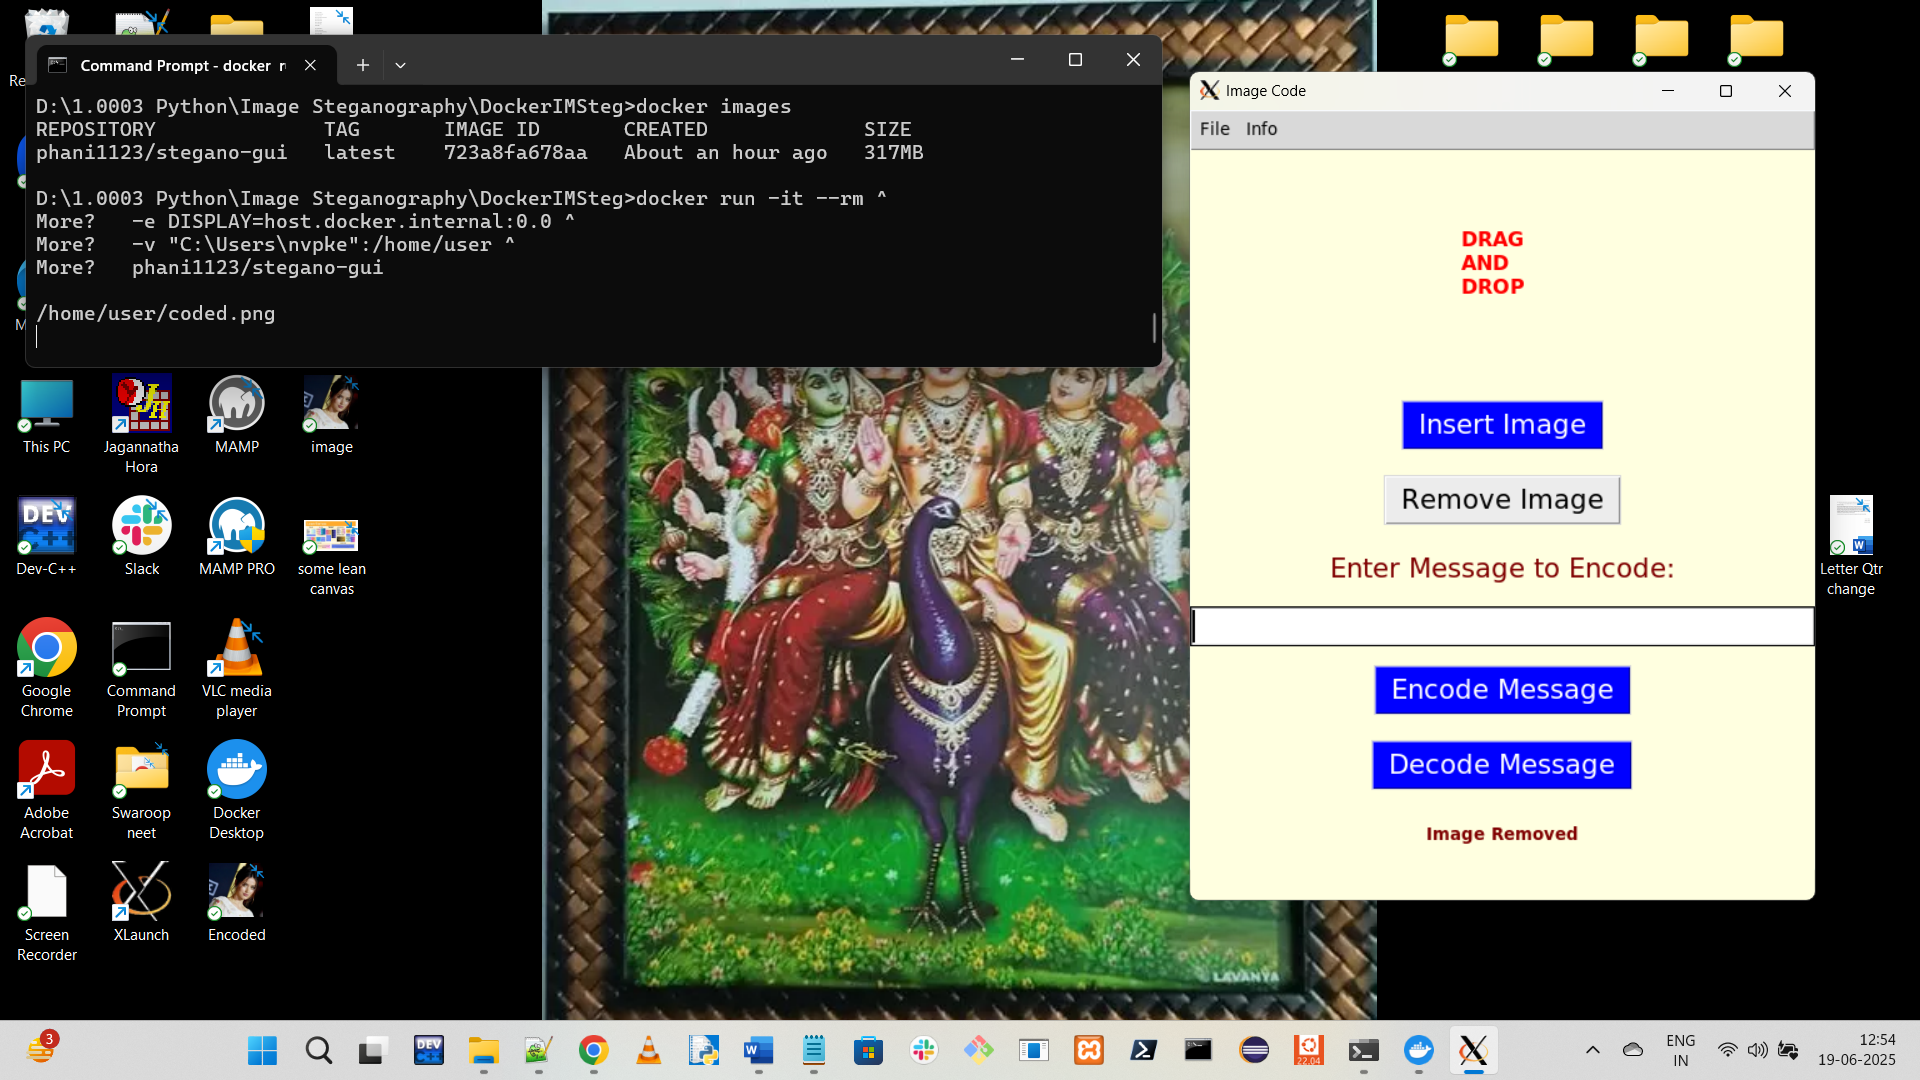 Command Prompt - docker
D:\1.0003 Python\Image Steganography\DockerIMSteg>docker images
REPOSITORY TAG IMAGE ID CREATED SIZE
phani1123/stegano-gui latest 723a8fa678aa About an hour ago 317MB
D:\1.0003 Python\Image Steganography\DockerIMSteg>docker run -it --rm ^
More? -e DISPLAY=host.docker.internal:0.0 ^
More? -v "C:\Users\nvpke":/home/user ^
More? phani1123/stegano-gui
/home/user/coded.png
Image Code
File Info
DRAG
AND
DROP
Insert Image
Remove Image
Enter Message to Encode:
Encode Message
Decode Message
Image Removed
This PC
Jagannatha
Hora
MAMP
image
DEV
C++
Dev-C++
Slack
MAMP PRO
some lean
canvas
Google
Chrome
Command
Prompt
VLC media
player
Adobe
Acrobat
Swaroop
neet
Docker
Desktop
Screen
Recorder
XLaunch
Encoded
Letter Qtr
change
LAVANYA
3
DEV
22.04
ENG
IN
12:54
19-06-2025